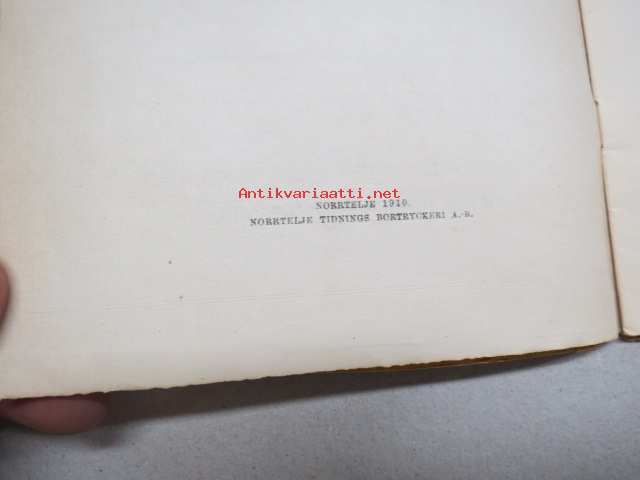 Antikvariaatti.net
NORRTELJE 1910.
NORRTELJE TIDNINGS BOKTRYCKERI A.-B.